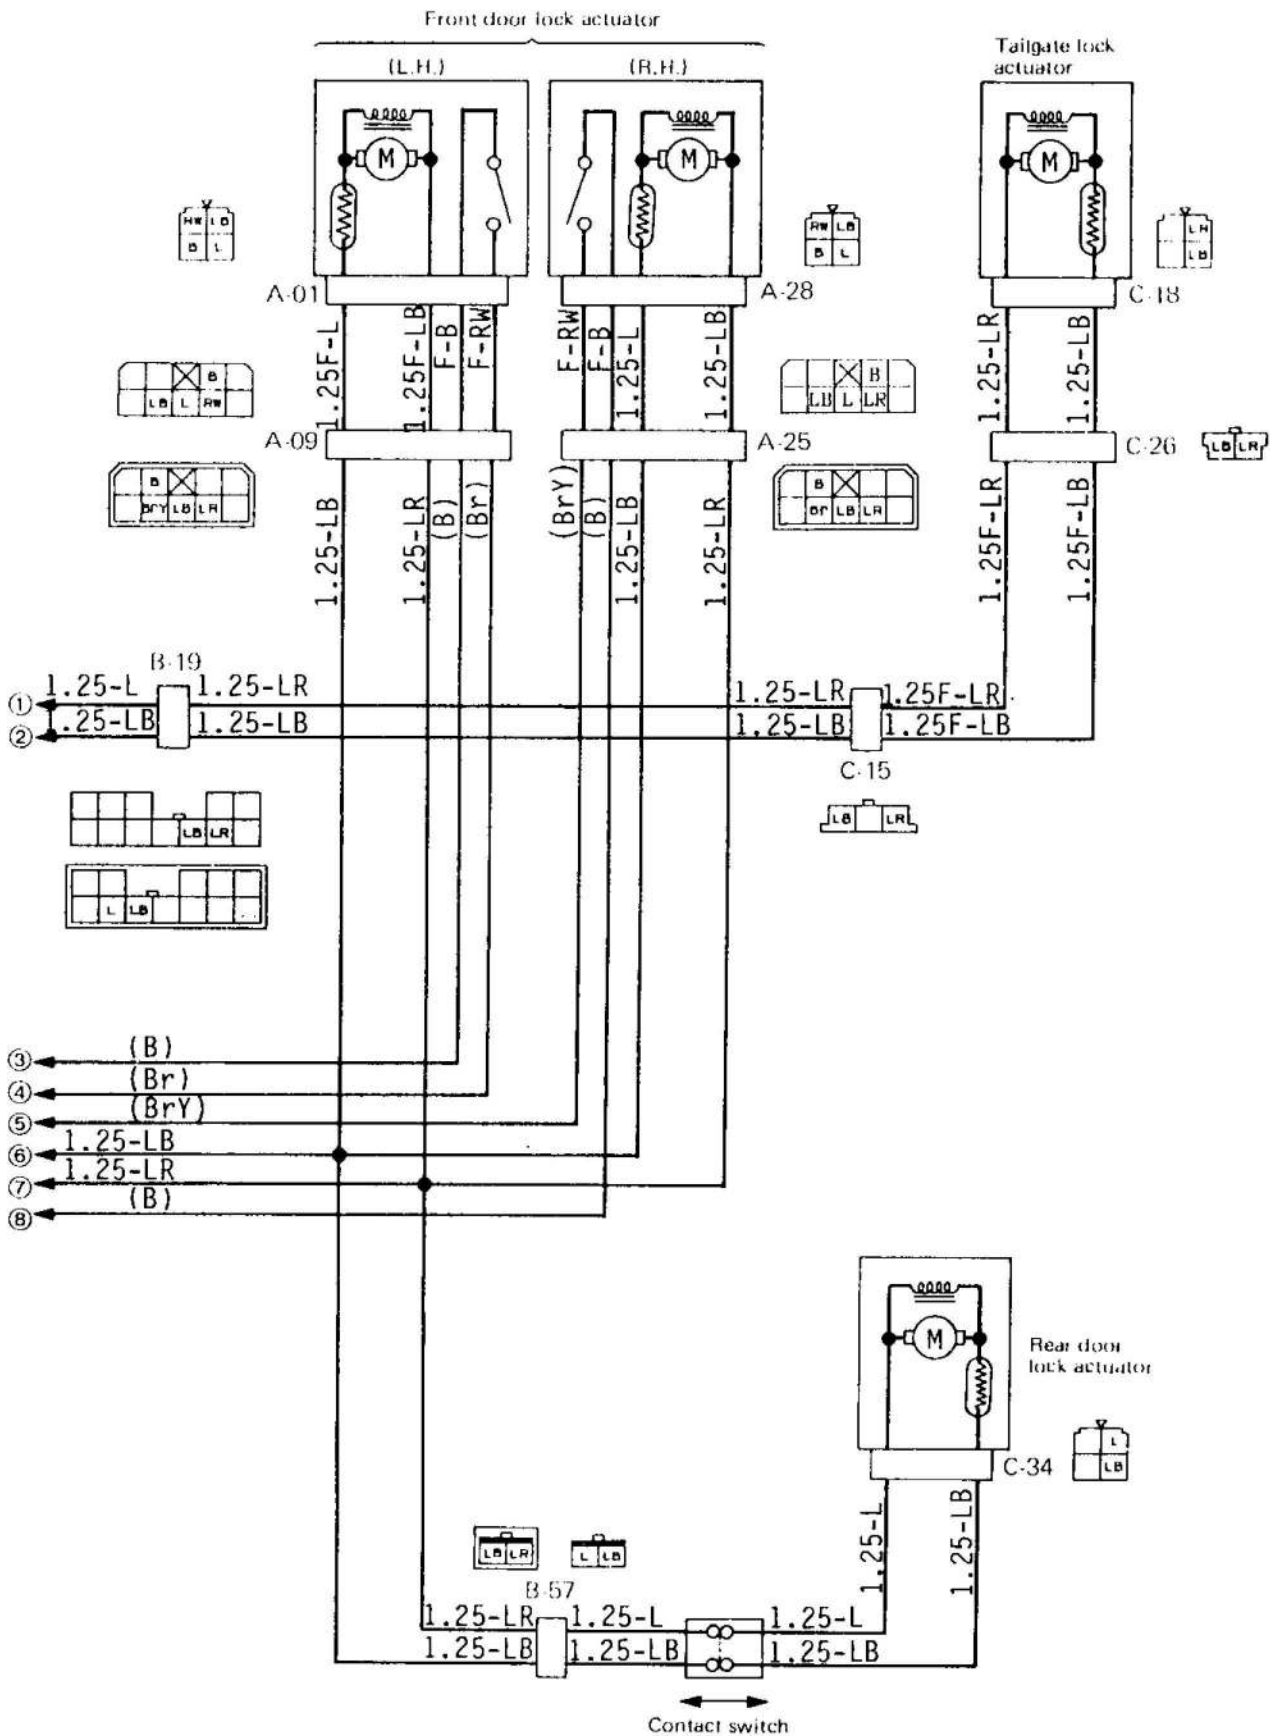 Front door lock actuator
(L.H.)
(R.H.)
Tailgate lock
actuator
M
M
M
RW LB
B L
RW LB
B L
LR
LB
A-01
A-28
C-18
1.25F-L
1.25F-LB
F-B
F-RW
F-RW
F-B
1.25-L
1.25-LB
1.25-LR
1.25-LB
B
LB L RW
B
LB L LR
A-09
A-25
C-26
LB LR
B
BrY LB LR
B
Br LB LR
1.25-LB
1.25-LR
(B)
(Br)
(BrY)
(B)
1.25-LB
1.25-LR
1.25F-LR
1.25F-LB
B-19
① 1.25-L
1.25-LR
1.25-LR
1.25F-LR
② 1.25-LB
1.25-LB
1.25-LB
1.25F-LB
C-15
LB LR
LB LR
L LB
③ (B)
④ (Br)
⑤ (BrY)
⑥ 1.25-LB
⑦ 1.25-LR
⑧ (B)
M
Rear door
lock actuator
C-34
L
LB
1.25-L
1.25-LB
LB LR
L LB
B-57
1.25-LR
1.25-L
1.25-L
1.25-LB
1.25-LB
1.25-LB
Contact switch